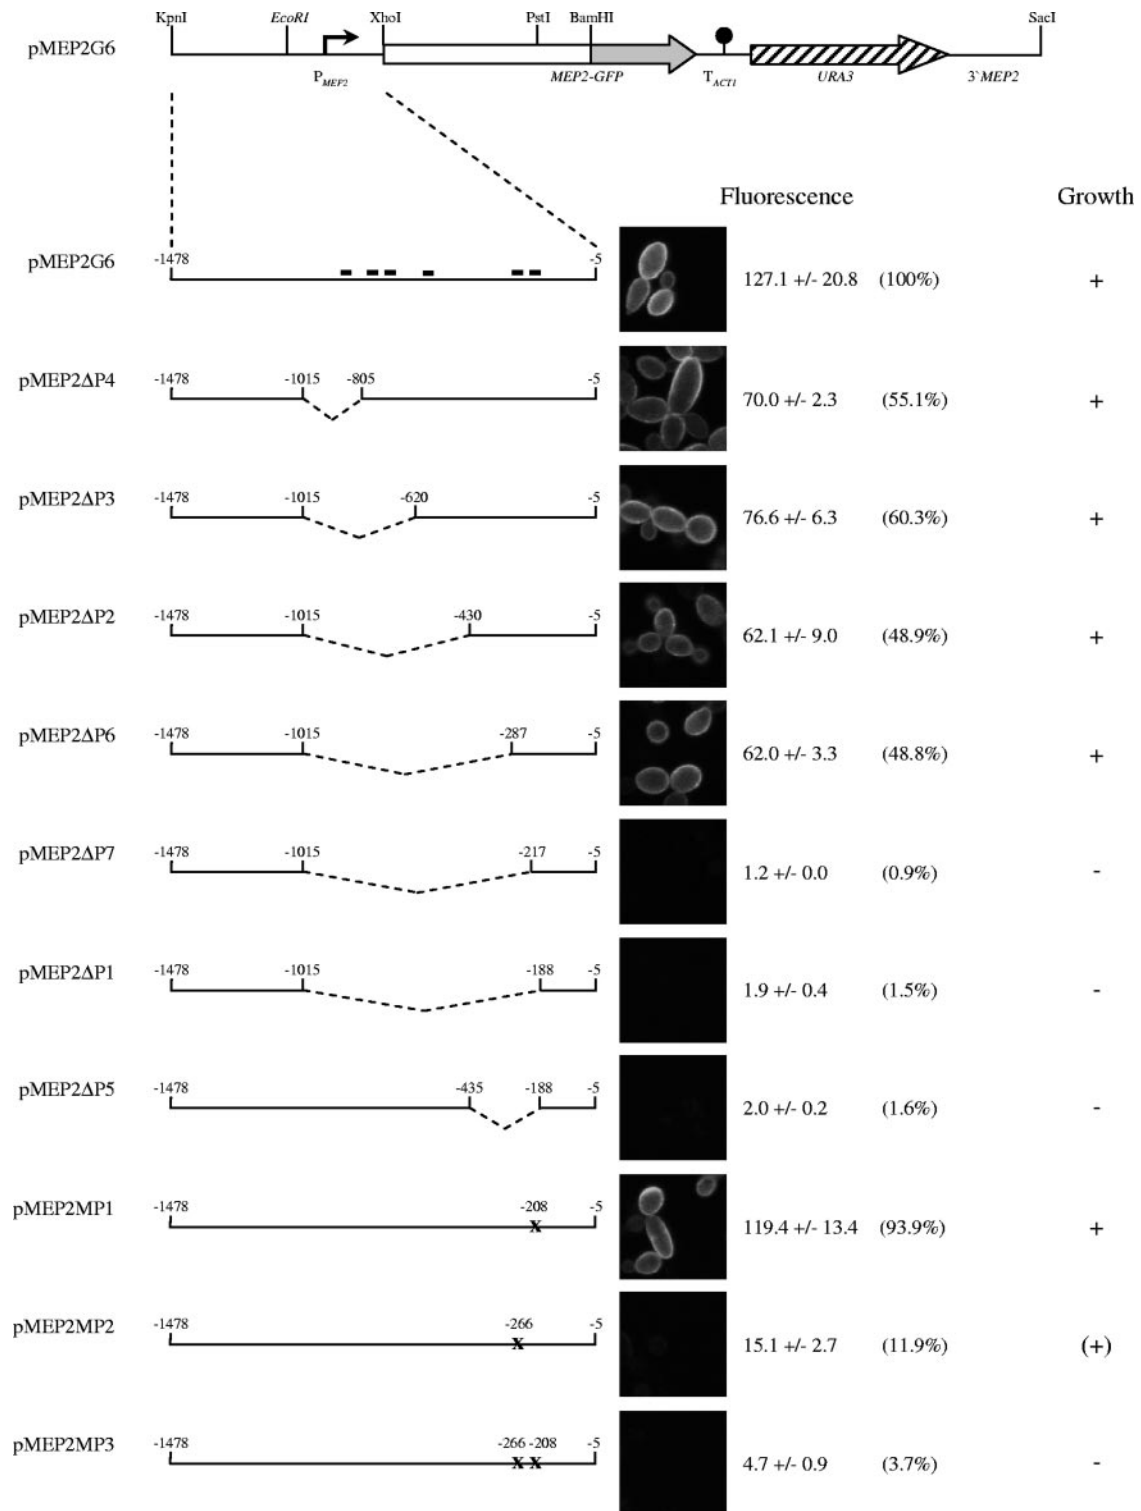 KpnI EcoRI XhoI PstI BamHI SacI
pMEP2G6
P_MEP2 MEP2-GFP T_ACT1 URA3 3`MEP2
Fluorescence Growth
pMEP2G6 -1478 -5 127.1 +/- 20.8 (100%) +
pMEP2ΔP4 -1478 -1015 -805 -5 70.0 +/- 2.3 (55.1%) +
pMEP2ΔP3 -1478 -1015 -620 -5 76.6 +/- 6.3 (60.3%) +
pMEP2ΔP2 -1478 -1015 -430 -5 62.1 +/- 9.0 (48.9%) +
pMEP2ΔP6 -1478 -1015 -287 -5 62.0 +/- 3.3 (48.8%) +
pMEP2ΔP7 -1478 -1015 -217 -5 1.2 +/- 0.0 (0.9%) -
pMEP2ΔP1 -1478 -1015 -188 -5 1.9 +/- 0.4 (1.5%) -
pMEP2ΔP5 -1478 -435 -188 -5 2.0 +/- 0.2 (1.6%) -
pMEP2MP1 -1478 -208 -5 x 119.4 +/- 13.4 (93.9%) +
pMEP2MP2 -1478 -266 -5 x 15.1 +/- 2.7 (11.9%) (+)
pMEP2MP3 -1478 -266 -208 -5 x x 4.7 +/- 0.9 (3.7%) -